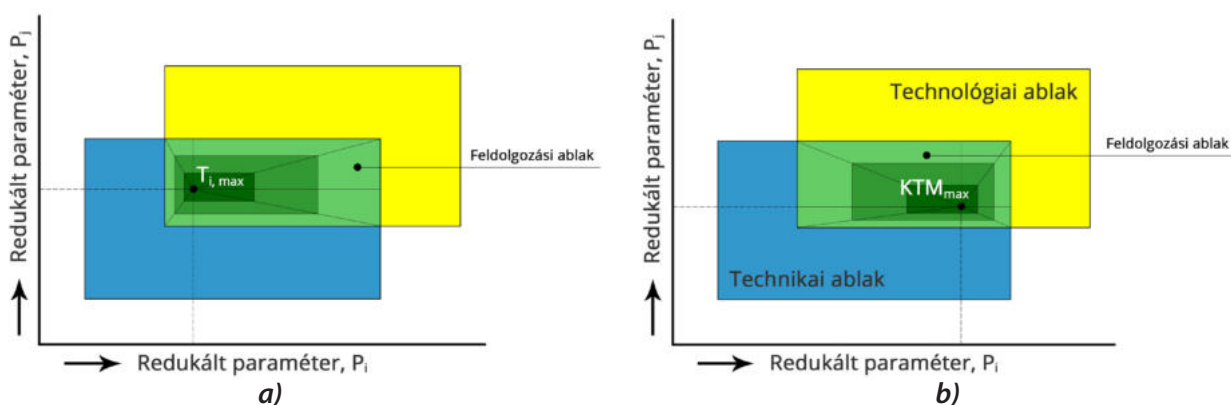 Redukált paraméter, Pj
Ti, max
Feldolgozási ablak
Redukált paraméter, Pi
a)
Redukált paraméter, Pj
Technológiai ablak
Feldolgozási ablak
KTMmax
Technikai ablak
Redukált paraméter, Pi
b)